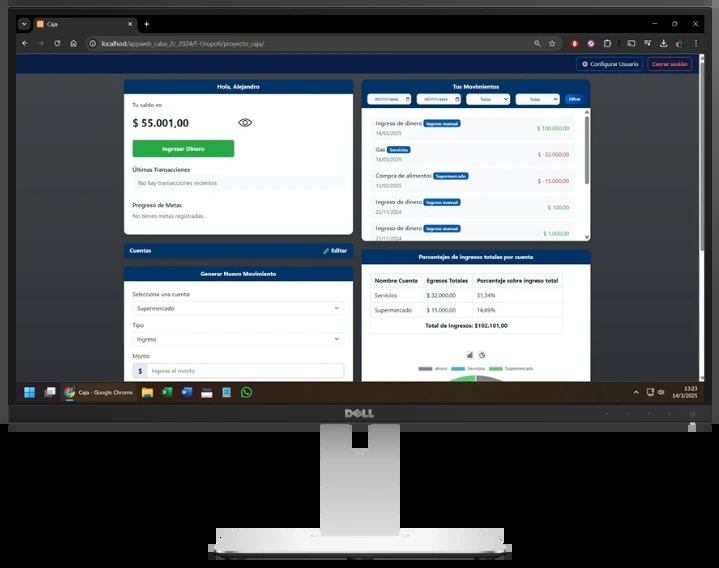 Caja
localhost/appweb_caba_2c_2024/F-Grupo6/proyecto_caja/
Configurar Usuario
Cerrar sesión
Hola, Alejandro
Tu saldo es:
$ 55.001,00
Ingresar Dinero
Últimas Transacciones
No hay transacciones recientes
Progreso de Metas
No tienes metas registradas.
Cuentas
Editar
Generar Nuevo Movimiento
Selecciona una cuenta:
Supermercado
Tipo
Ingreso
Monto
$ Ingrese el monto
Tus Movimientos
dd/mm/aaaa dd/mm/aaaa Todos Todas Filtrar
Ingreso de dinero Ingreso manual
14/03/2025
$ 100.000,00
Gas Servicios
14/03/2025
$ -32.000,00
Compra de alimentos Supermercado
12/03/2025
$ -15.000,00
Ingreso de dinero Ingreso manual
22/11/2024
$ 100,00
Ingreso de dinero Ingreso manual
21/11/2024
$ 1.000,00
Porcentajes de ingresos totales por cuenta
Nombre Cuenta Egresos Totales Porcentaje sobre ingreso total
Servicios $ 32.000,00 31,34%
Supermercado $ 15.000,00 14,69%
Total de Ingresos: $102.101,00
ahorro Servicios Supermercado
Caja - Google Chrome
13:23
14/3/2025
DELL